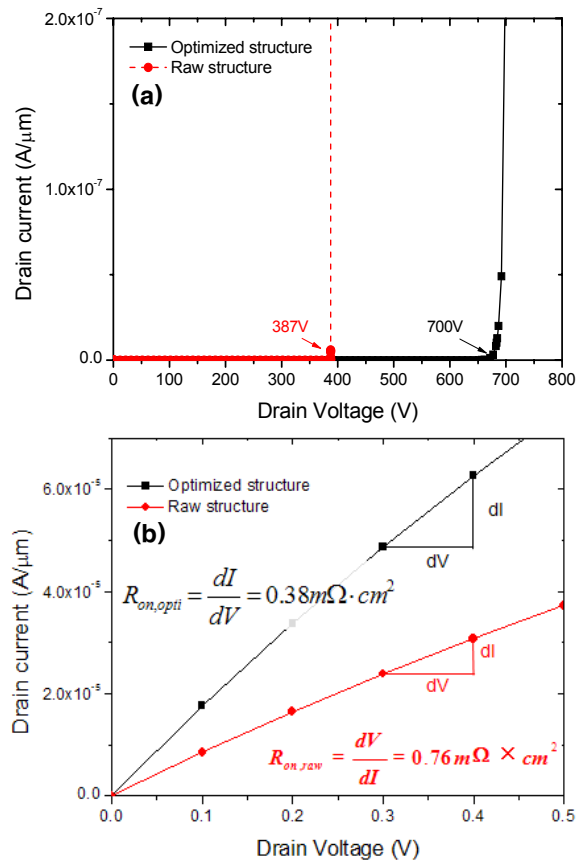 2.0x10⁻⁷
1.0x10⁻⁷
0.0
Drain current (A/μm)
Optimized structure
Raw structure
(a)
387V
700V
0 100 200 300 400 500 600 700 800
Drain Voltage (V)
6.0x10⁻⁵
4.0x10⁻⁵
2.0x10⁻⁵
0.0
Drain current (A/μm)
Optimized structure
Raw structure
(b)
dI
dV
R_{on,opti} = dI/dV = 0.38mΩ·cm²
dI
dV
R_{on,raw} = dV/dI = 0.76mΩ × cm²
0.0 0.1 0.2 0.3 0.4 0.5
Drain Voltage (V)